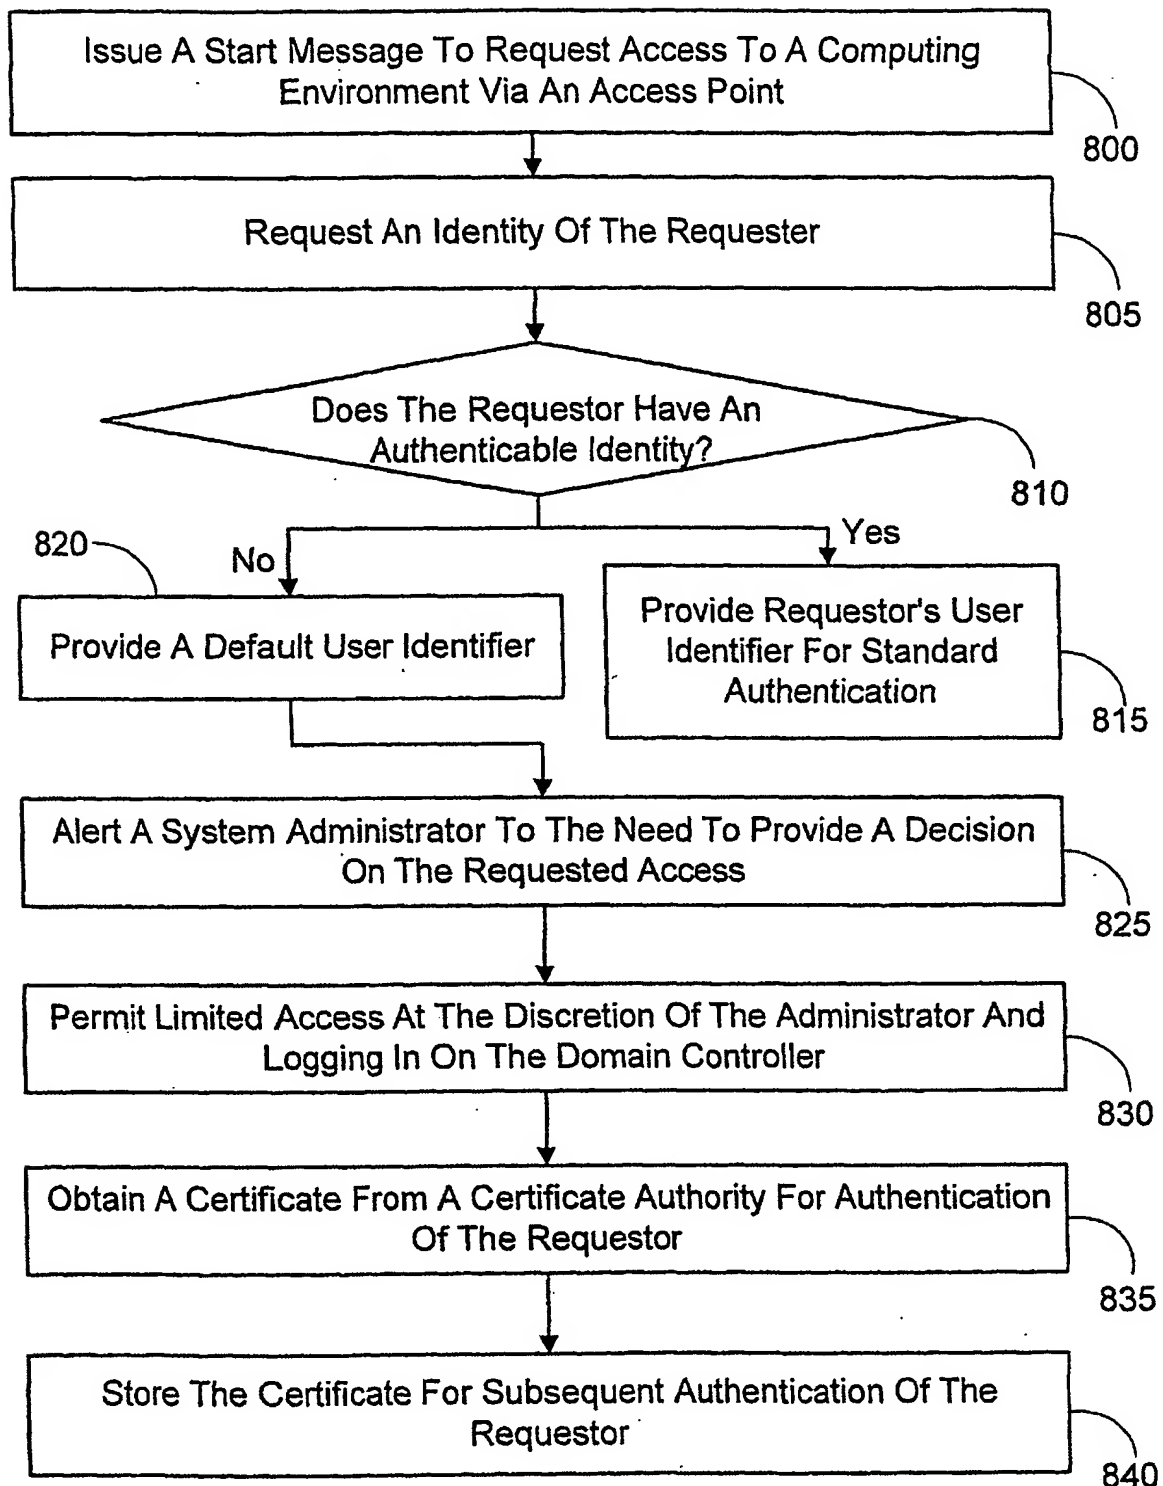 Issue A Start Message To Request Access To A Computing
Environment Via An Access Point
800
Request An Identity Of The Requester
805
Does The Requestor Have An
Authenticable Identity?
810
820
No
Yes
Provide A Default User Identifier
Provide Requestor's User
Identifier For Standard
Authentication
815
Alert A System Administrator To The Need To Provide A Decision
On The Requested Access
825
Permit Limited Access At The Discretion Of The Administrator And
Logging In On The Domain Controller
830
Obtain A Certificate From A Certificate Authority For Authentication
Of The Requestor
835
Store The Certificate For Subsequent Authentication Of The
Requestor
840